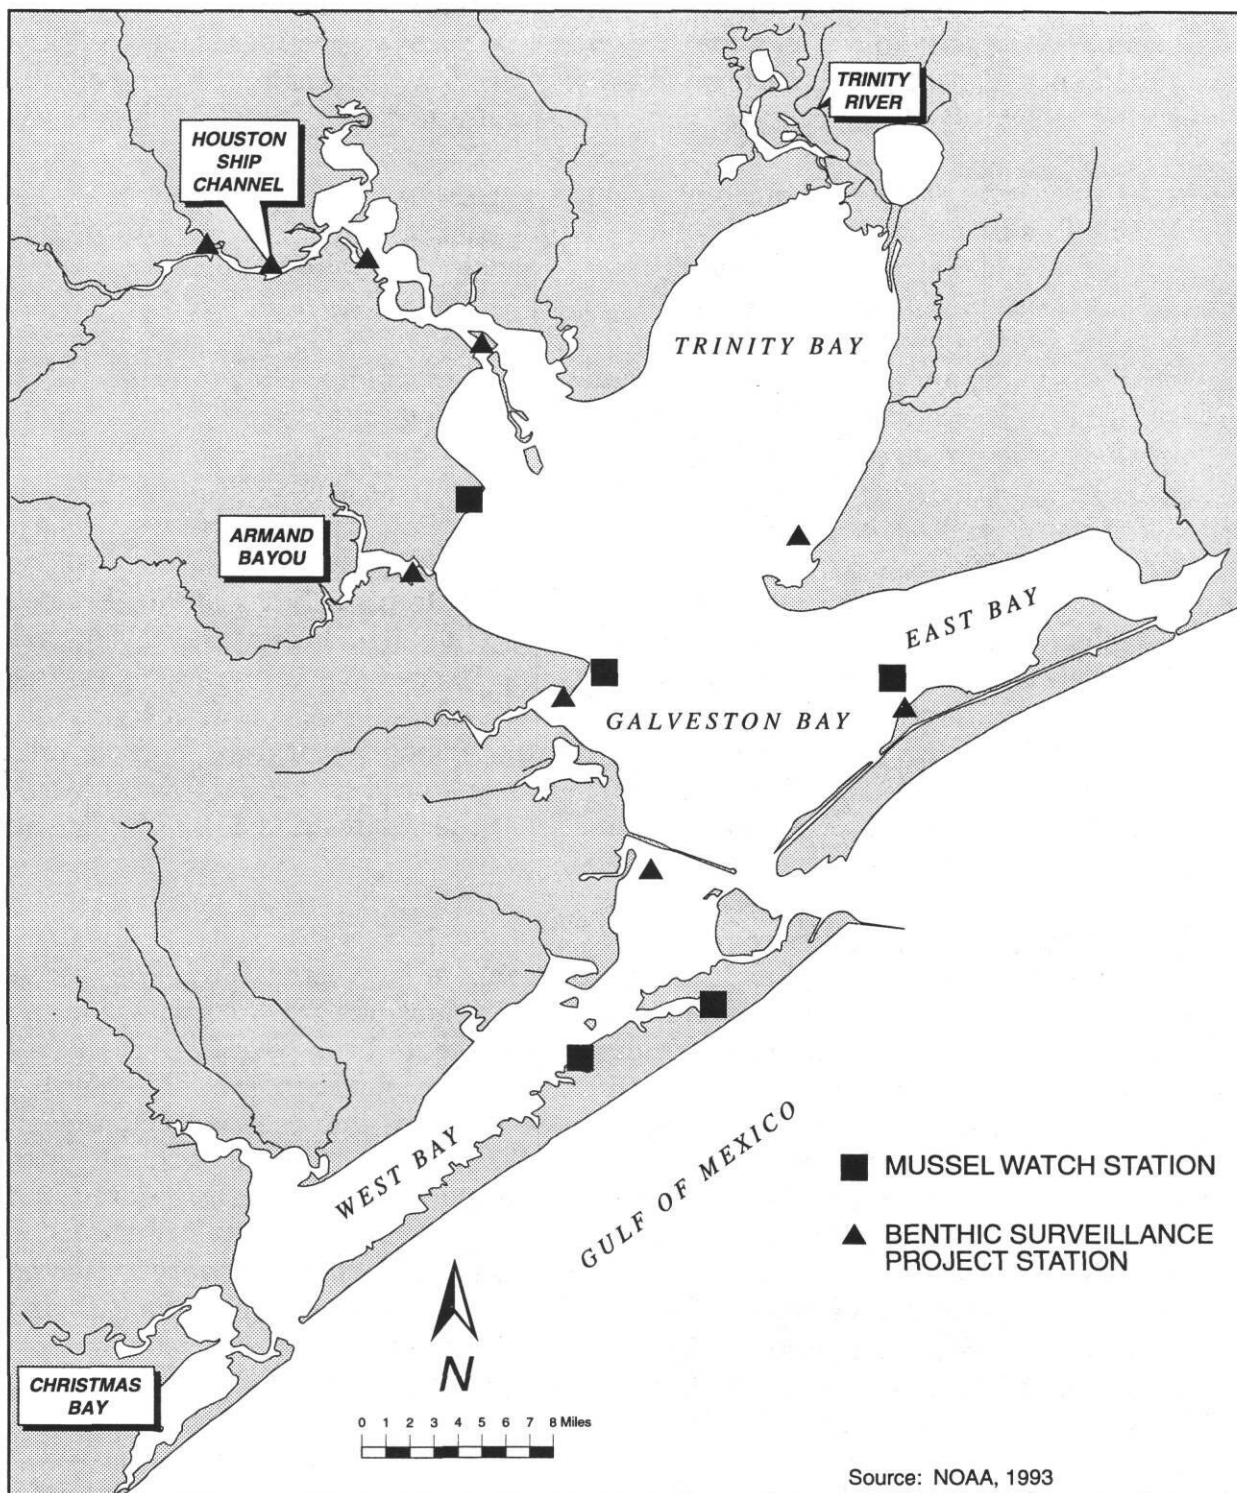 TRINITY
RIVER
HOUSTON
SHIP
CHANNEL
TRINITY BAY
ARMAND
BAYOU
EAST BAY
GALVESTON BAY
WEST BAY
GULF OF MEXICO
MUSSEL WATCH STATION
BENTHIC SURVEILLANCE
PROJECT STATION
CHRISTMAS
BAY
N
0 1 2 3 4 5 6 7 8 Miles
Source: NOAA, 1993